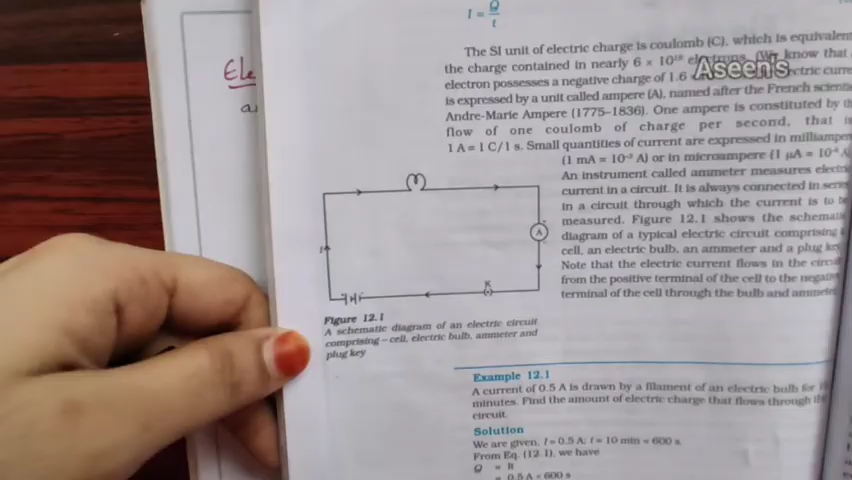 I = Q
t
The SI unit of electric charge is coulomb (C), which is equivalen
the charge contained in nearly 6 × 10¹⁸ electrons. (We know that
electron possesses a negative charge of 1.6
is expressed by a unit called ampere (A), named after the French scienti
Andre-Marie Ampere (1775–1836). One ampere is constituted by th
flow of one coulomb of charge per second, that is
1 A = 1 C/1 s. Small quantities of current are expressed in milliamper
(1 mA = 10⁻³ A) or in microampere (1 μA = 10⁻⁶ A)
An instrument called ammeter measures electri
current in a circuit. It is always connected in serie
in a circuit through which the current is to be
measured. Figure 12.1 shows the schemati
diagram of a typical electric circuit comprising a
cell, an electric bulb, an ammeter and a plug key
Note that the electric current flows in the circui
from the positive terminal of the cell to the negativ
terminal of the cell through the bulb and ammeter
Aseen's
Ele
a
A
K
Figure 12.1
A schematic diagram of an electric circuit
comprising – cell, electric bulb, ammeter and
plug key
Example 12.1
A current of 0.5 A is drawn by a filament of an electric bulb for
minutes. Find the amount of electric charge that flows through the
circuit.
Solution
We are given, I = 0.5 A; t = 10 min = 600 s.
From Eq. (12.1), we have
Q = It
= 0.5 A × 600 s